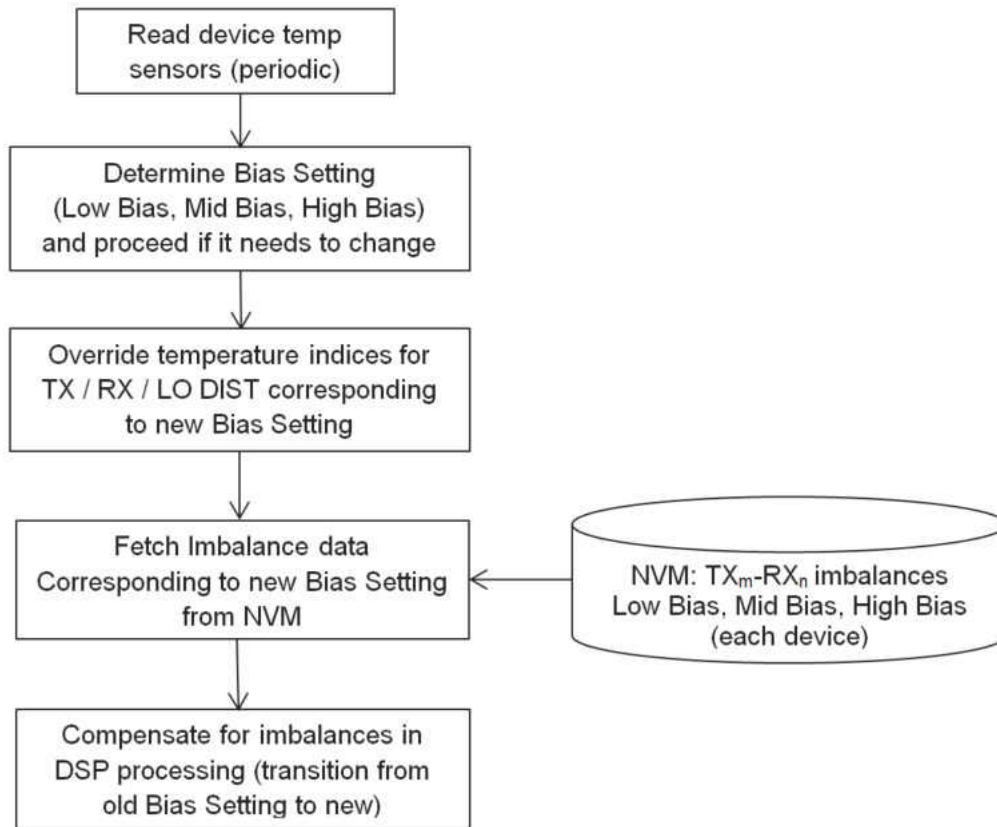 Read device temp
sensors (periodic)
Determine Bias Setting
(Low Bias, Mid Bias, High Bias)
and proceed if it needs to change
Override temperature indices for
TX / RX / LO DIST corresponding
to new Bias Setting
Fetch Imbalance data
Corresponding to new Bias Setting
from NVM
NVM: TXₘ-RXₙ imbalances
Low Bias, Mid Bias, High Bias
(each device)
Compensate for imbalances in
DSP processing (transition from
old Bias Setting to new)